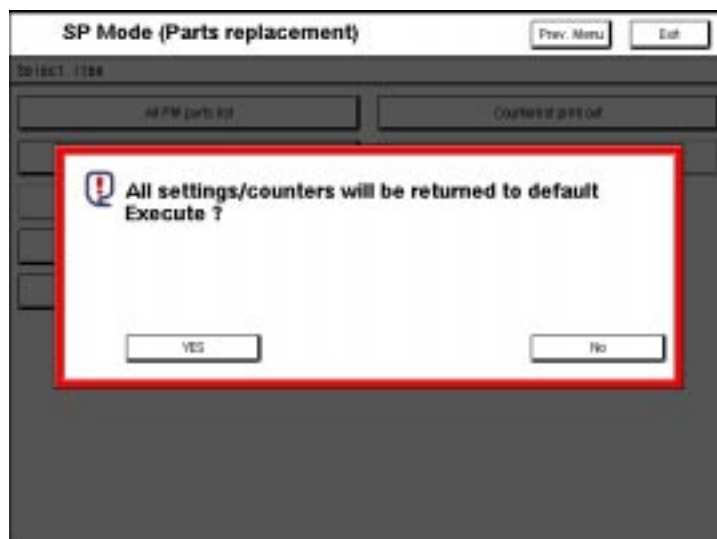 SP Mode (Parts replacement)
Prev. Menu
Exit
Select item
All PM parts list
Counter list print out
All settings/counters will be returned to default
Execute ?
YES
No